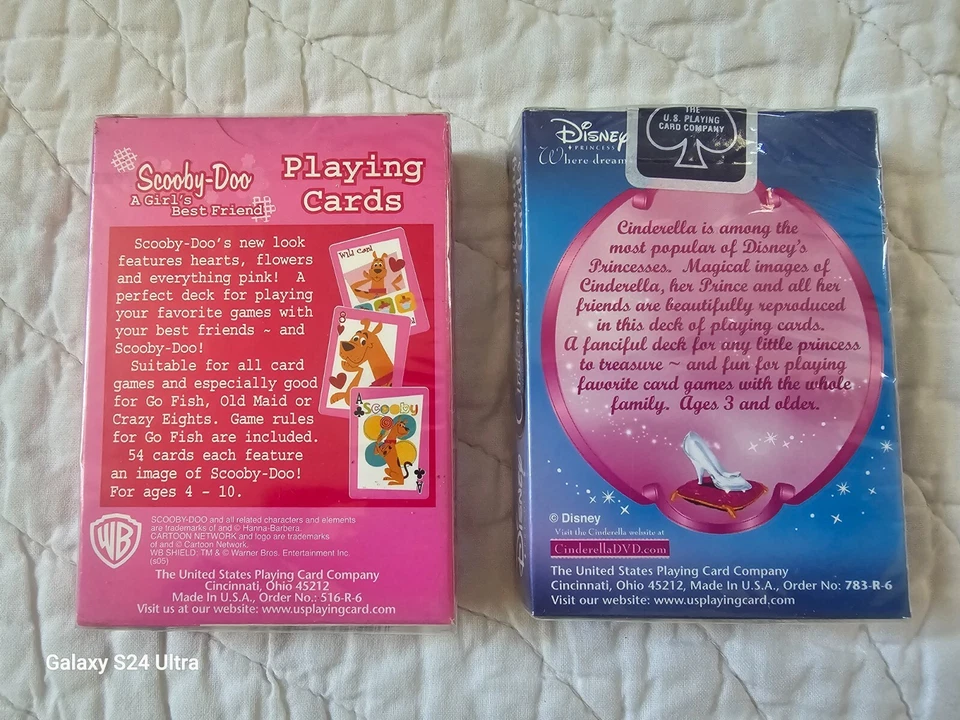 Scooby-Doo
A Girl's
Best Friend
Playing
Cards
Scooby-Doo's new look
features hearts, flowers
and everything pink! A
perfect deck for playing
your favorite games with
your best friends ~ and
Scooby-Doo!
Suitable for all card
games and especially good
for Go Fish, Old Maid or
Crazy Eights. Game rules
for Go Fish are included.
54 cards each feature
an image of Scooby-Doo!
For ages 4 - 10.
Wild Card
8
A
Scooby
A
WB
SCOOBY-DOO and all related characters and elements
are trademarks of and © Hanna-Barbera.
CARTOON NETWORK and logo are trademarks
of and © Cartoon Network.
WB SHIELD: TM & © Warner Bros. Entertainment Inc.
(s05)
The United States Playing Card Company
Cincinnati, Ohio 45212
Made In U.S.A., Order No.: 516-R-6
Visit us at our website: www.usplayingcard.com
Disney
PRINCESS
Where dream
THE
U.S. PLAYING
CARD COMPANY
Cinderella is among the
most popular of Disney's
Princesses. Magical images of
Cinderella, her Prince and all her
friends are beautifully reproduced
in this deck of playing cards.
A fanciful deck for any little princess
to treasure ~ and fun for playing
favorite card games with the whole
family. Ages 3 and older.
© Disney
Visit the Cinderella website at
CinderellaDVD.com
The United States Playing Card Company
Cincinnati, Ohio 45212, Made In U.S.A., Order No: 783-R-6
Visit our website: www.usplayingcard.com
Galaxy S24 Ultra